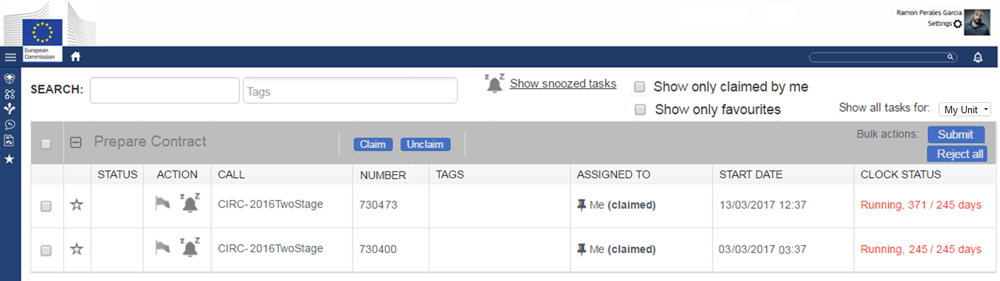 Ramon Perales Garcia
Settings
European
Commission
SEARCH:
Tags
z Z
Show snoozed tasks
Show only claimed by me
Show only favourites
Show all tasks for:
My Unit
Prepare Contract
Claim
Unclaim
Bulk actions:
Submit
Reject all
STATUS ACTION CALL NUMBER TAGS ASSIGNED TO START DATE CLOCK STATUS
z Z CIRC-2016TwoStage 730473 Me (claimed) 13/03/2017 12:37 Running, 371 / 245 days
z Z CIRC-2016TwoStage 730400 Me (claimed) 03/03/2017 03:37 Running, 245 / 245 days